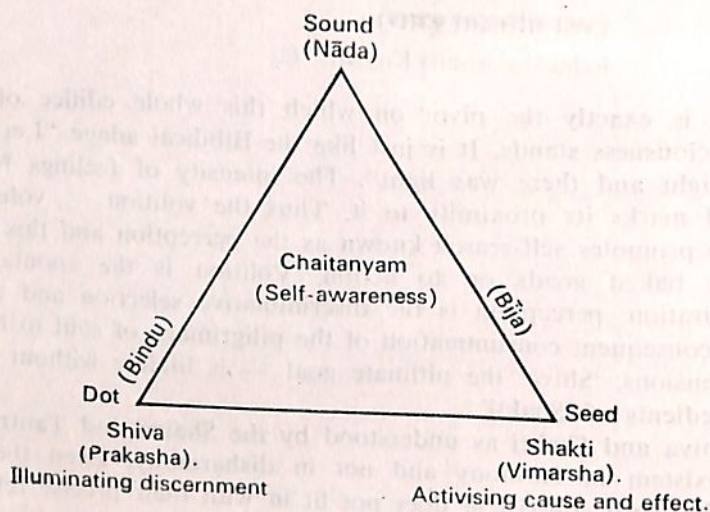 Sound
(Nāda)
Chaitanyam
(Self-awareness)
(Bindu)
(Bīja)
Dot
Seed
Shiva
(Prakasha).
Illuminating discernment
Shakti
(Vimarsha).
Activising cause and effect.